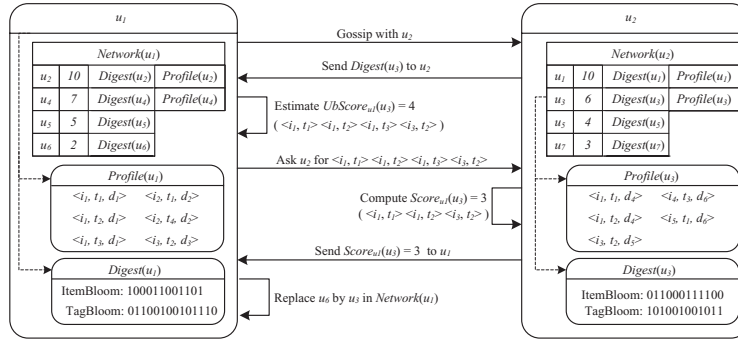 u1
Network(u1)
u2 10 Digest(u2) Profile(u2)
u4 7 Digest(u4) Profile(u4)
u5 5 Digest(u5)
u6 2 Digest(u6)
Profile(u1)
<i1, t1, d1> <i2, t1, d2>
<i1, t2, d1> <i2, t4, d2>
<i1, t3, d1> <i3, t2, d3>
Digest(u1)
ItemBloom: 100011001101
TagBloom: 01100100101110
Gossip with u2
Send Digest(u3) to u2
Estimate UbScoreu1(u3) = 4
( <i1, t1> <i1, t2> <i1, t3> <i3, t2> )
Ask u2 for <i1, t1> <i1, t2> <i1, t3> <i3, t2>
Compute Scoreu1(u3) = 3
( <i1, t1> <i1, t2> <i3, t2> )
Send Scoreu1(u3) = 3 to u1
Replace u6 by u3 in Network(u1)
u2
Network(u2)
u1 10 Digest(u1) Profile(u1)
u3 6 Digest(u3) Profile(u3)
u5 4 Digest(u5)
u7 3 Digest(u7)
Profile(u3)
<i1, t1, d4> <i4, t3, d6>
<i1, t2, d4> <i5, t1, d6>
<i3, t2, d3>
Digest(u3)
ItemBloom: 011000111100
TagBloom: 101001001011